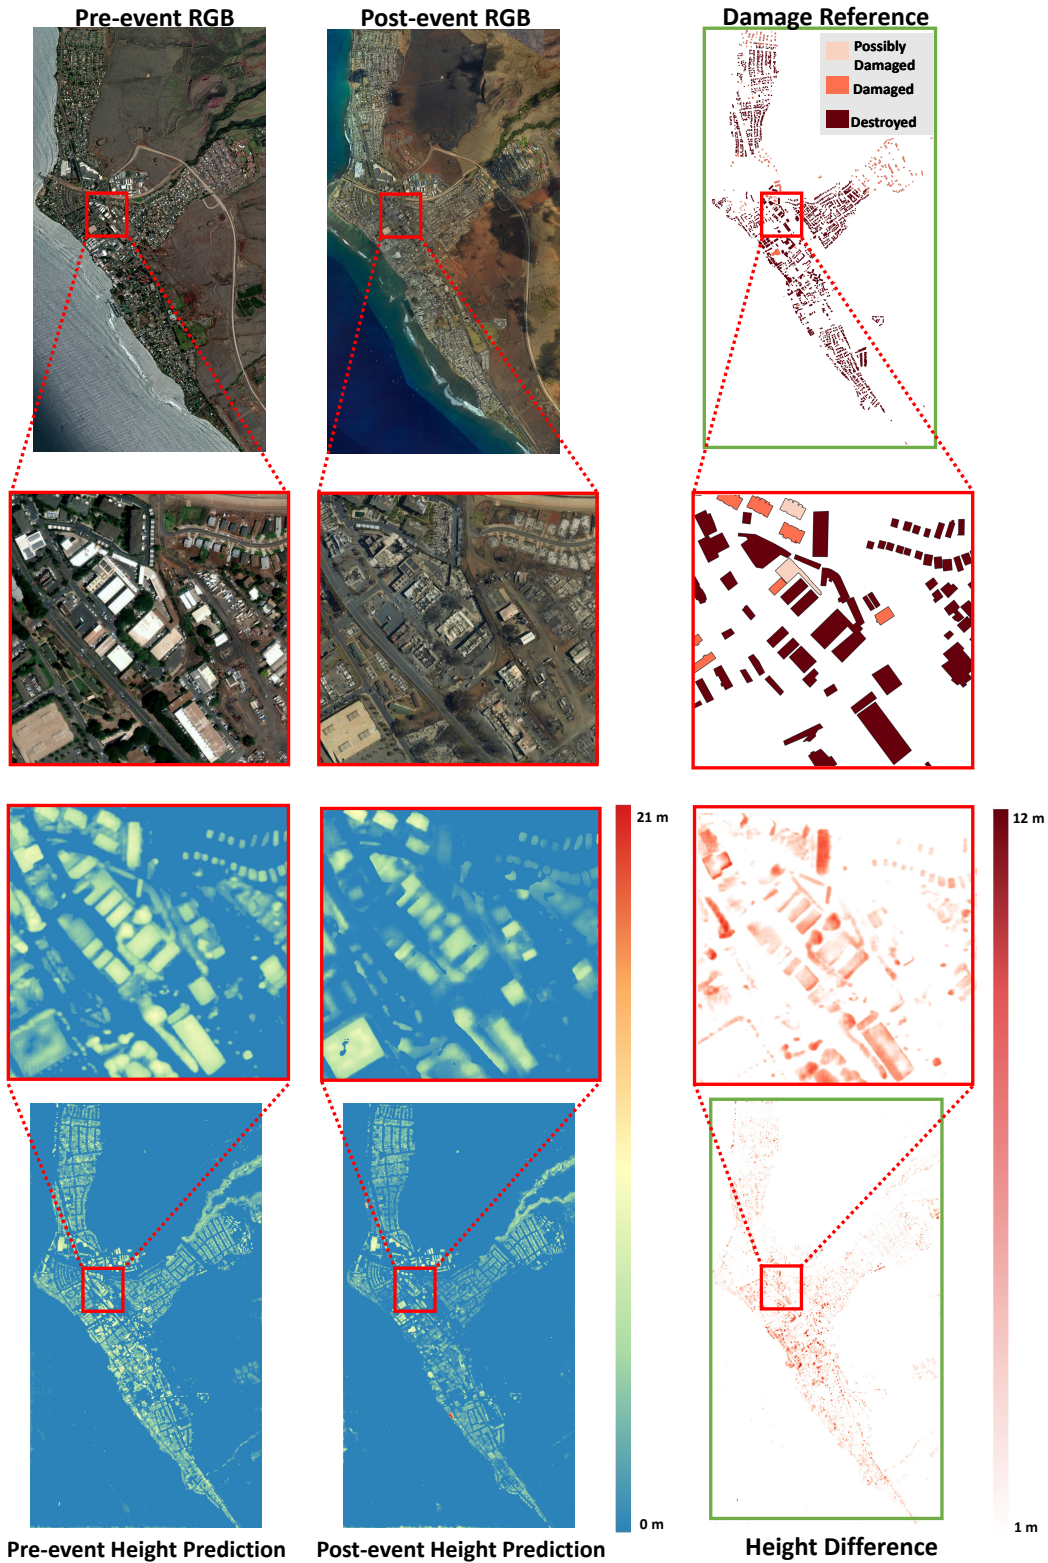 Pre-event RGB
Post-event RGB
Damage Reference
Possibly
Damaged
Damaged
Destroyed
21 m
12 m
0 m
1 m
Pre-event Height Prediction
Post-event Height Prediction
Height Difference